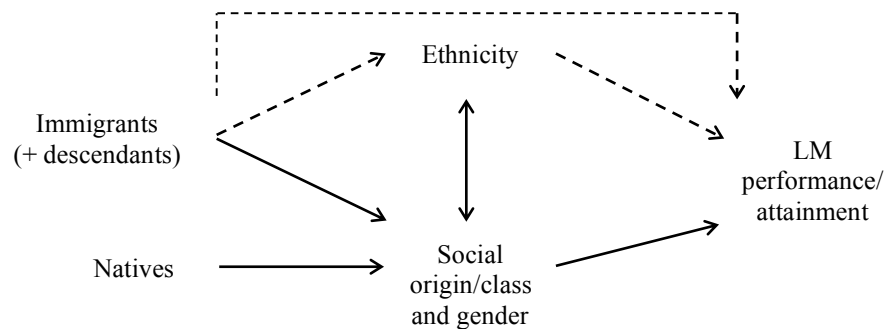 Ethnicity
Immigrants
(+ descendants)
LM
performance/
attainment
Natives
Social
origin/class
and gender